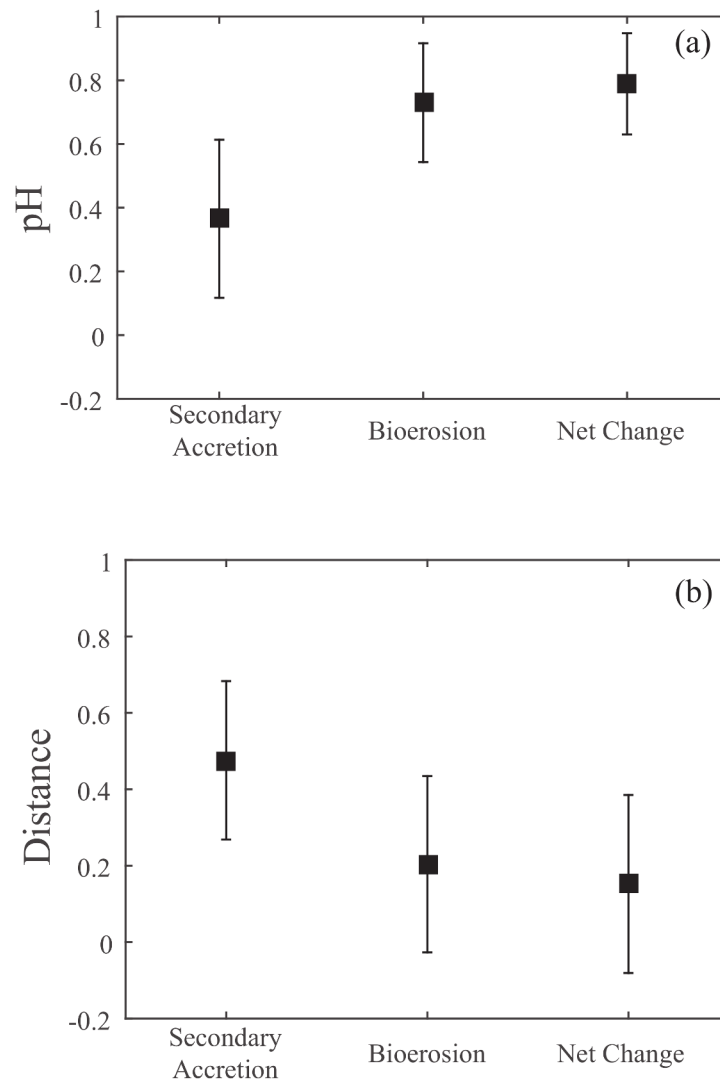 (a)
pH
1
0.8
0.6
0.4
0.2
0
-0.2
Secondary
Accretion
Bioerosion
Net Change
(b)
Distance
1
0.8
0.6
0.4
0.2
0
-0.2
Secondary
Accretion
Bioerosion
Net Change